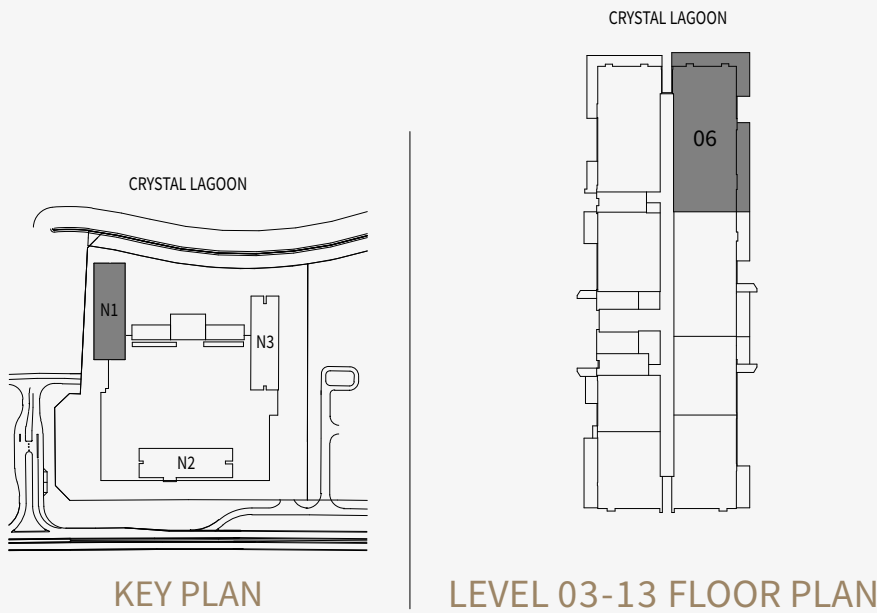 CRYSTAL LAGOON
N1
N3
N2
KEY PLAN
CRYSTAL LAGOON
06
LEVEL 03-13 FLOOR PLAN